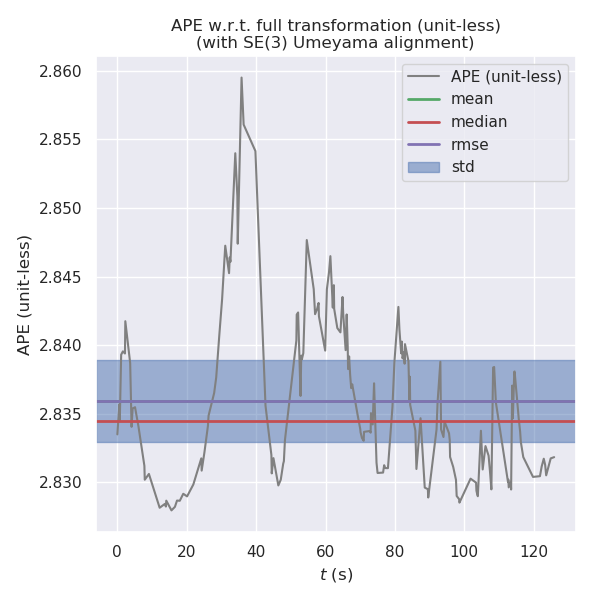 APE w.r.t. full transformation (unit-less)
(with SE(3) Umeyama alignment)
APE (unit-less)
mean
median
rmse
std
2.860
2.855
2.850
2.845
2.840
2.835
2.830
APE (unit-less)
0
20
40
60
80
100
120
t (s)